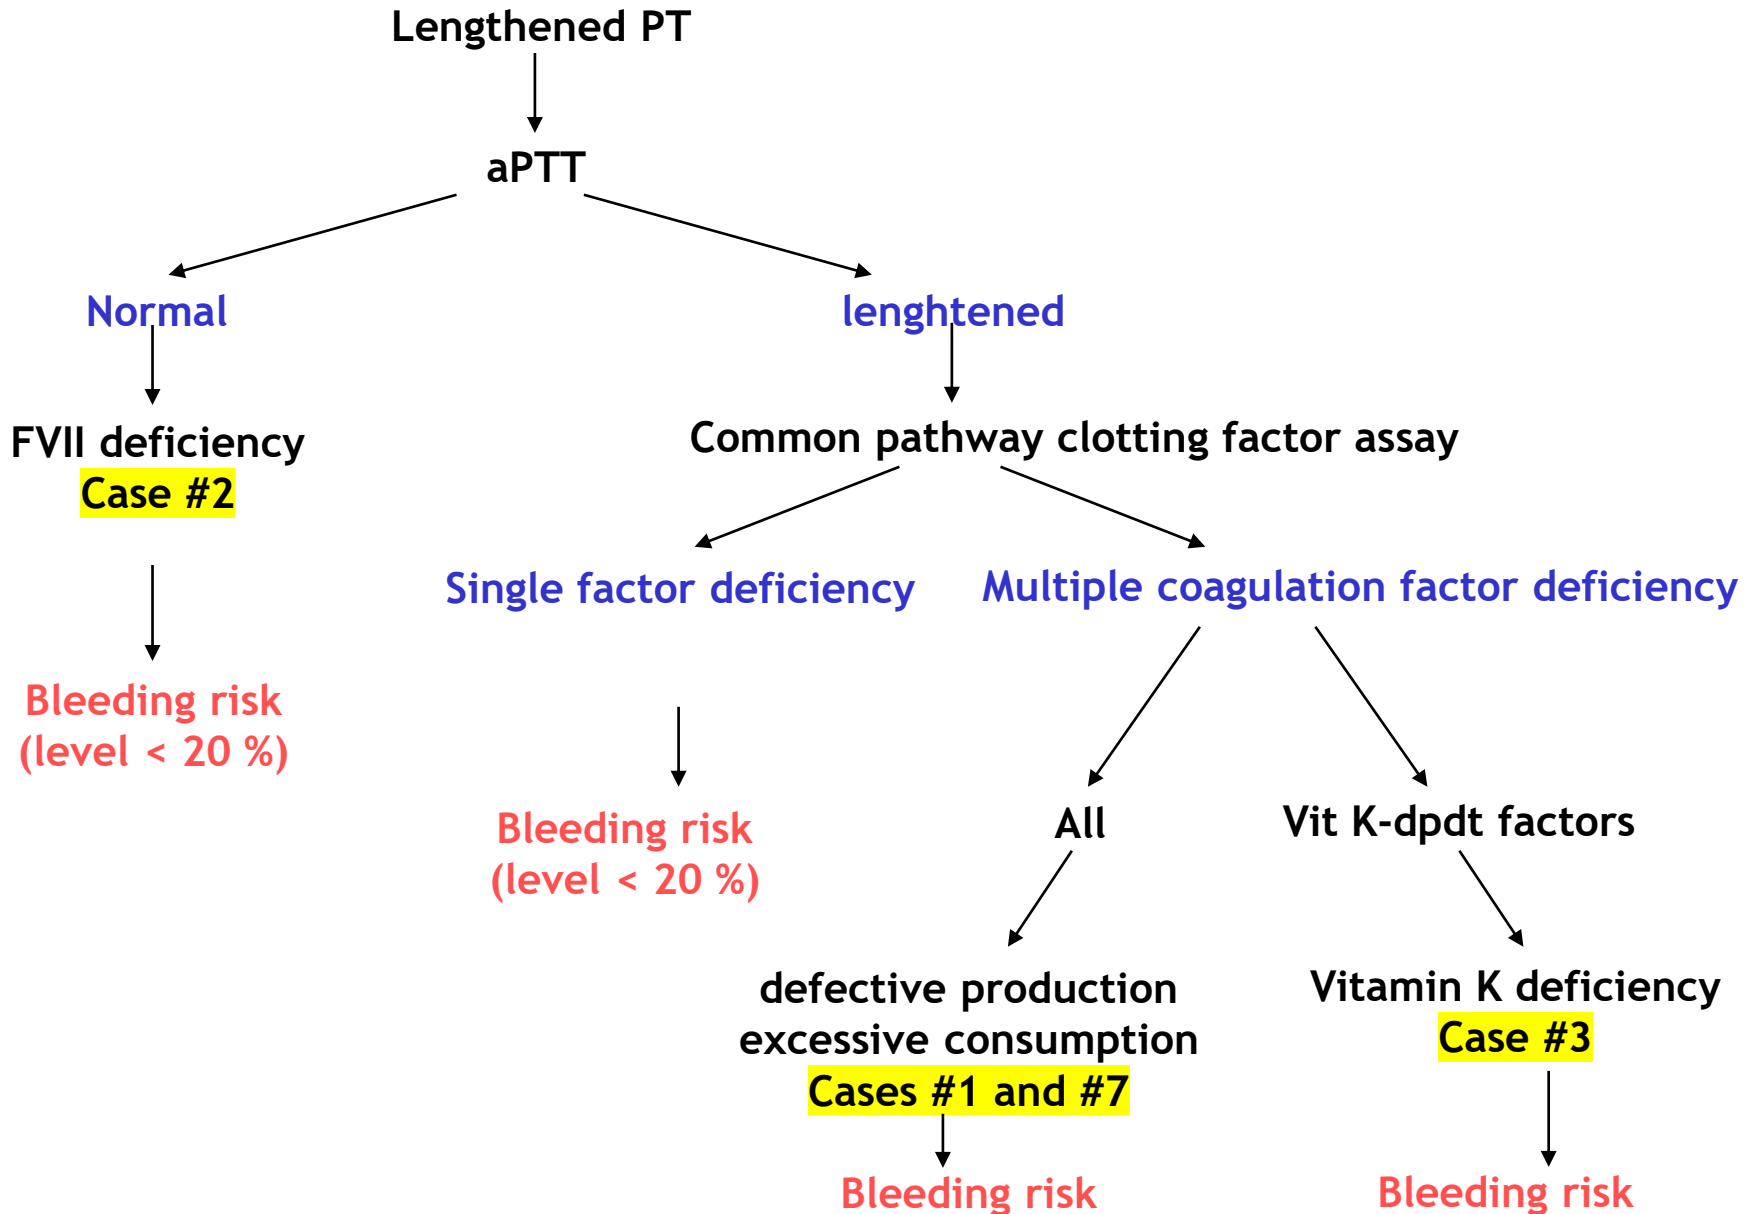 Lengthened PT
aPTT
Normal
lenghtened
FVII deficiency
Case #2
Common pathway clotting factor assay
Single factor deficiency
Multiple coagulation factor deficiency
Bleeding risk
(level < 20 %)
Bleeding risk
(level < 20 %)
All
Vit K-dpdt factors
defective production
excessive consumption
Cases #1 and #7
Vitamin K deficiency
Case #3
Bleeding risk
Bleeding risk